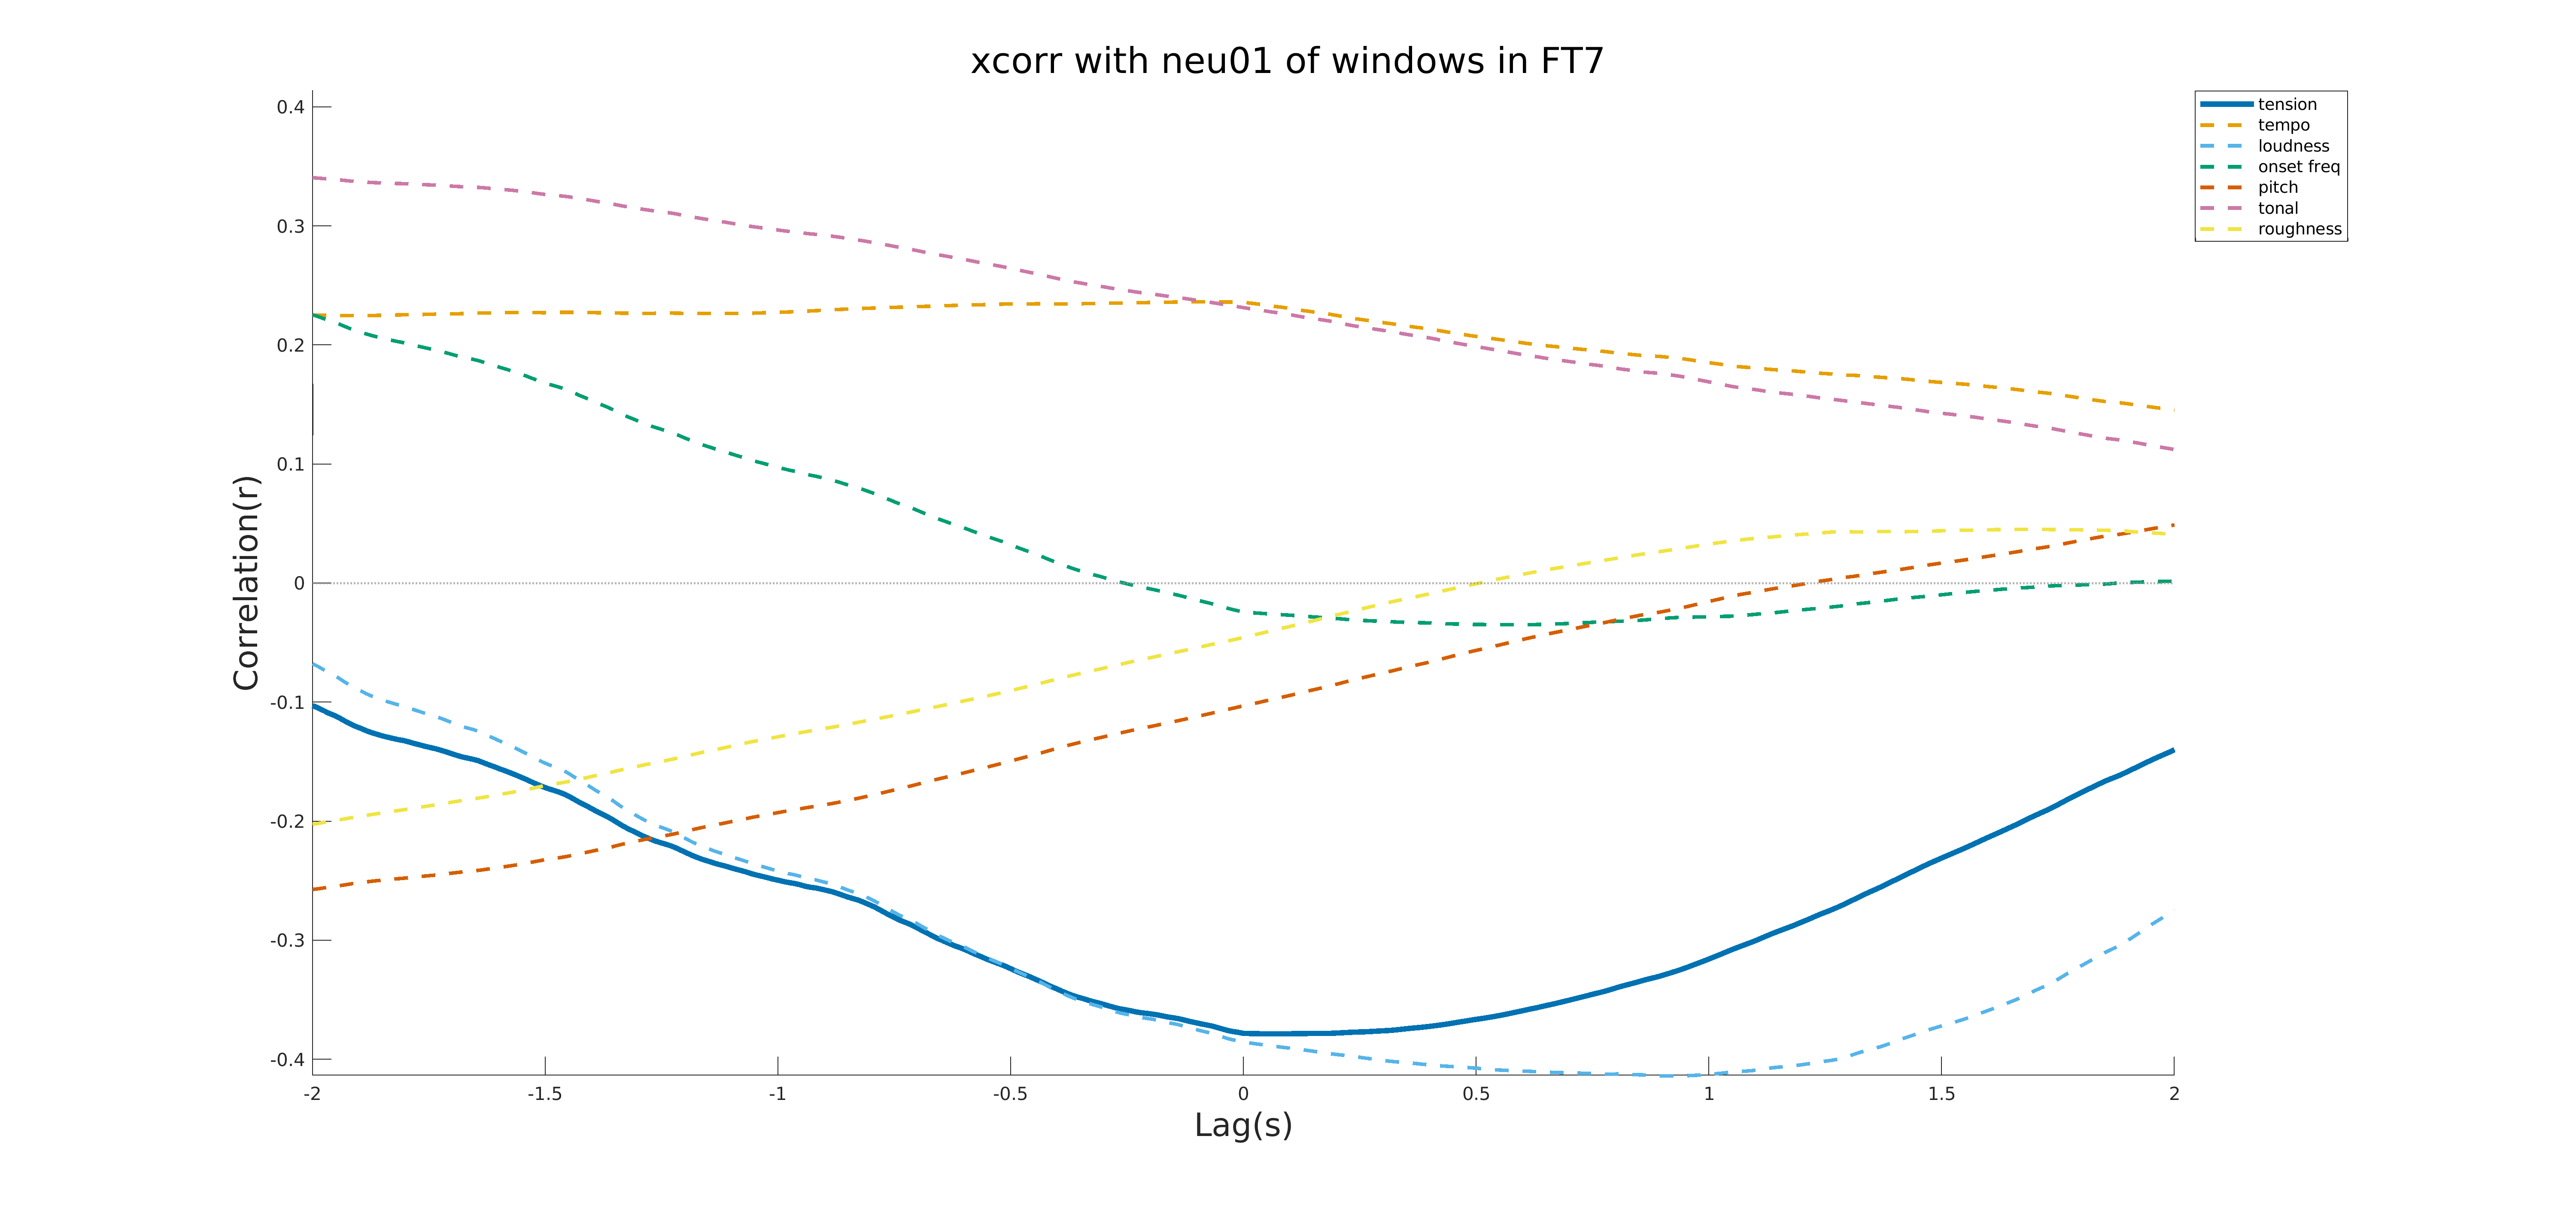 xcorr with neu01 of windows in FT7
tension
tempo
loudness
onset freq
pitch
tonal
roughness
0.4
0.3
0.2
0.1
0
-0.1
-0.2
-0.3
-0.4
Correlation(r)
-2 -1.5 -1 -0.5 0 0.5 1 1.5 2
Lag(s)